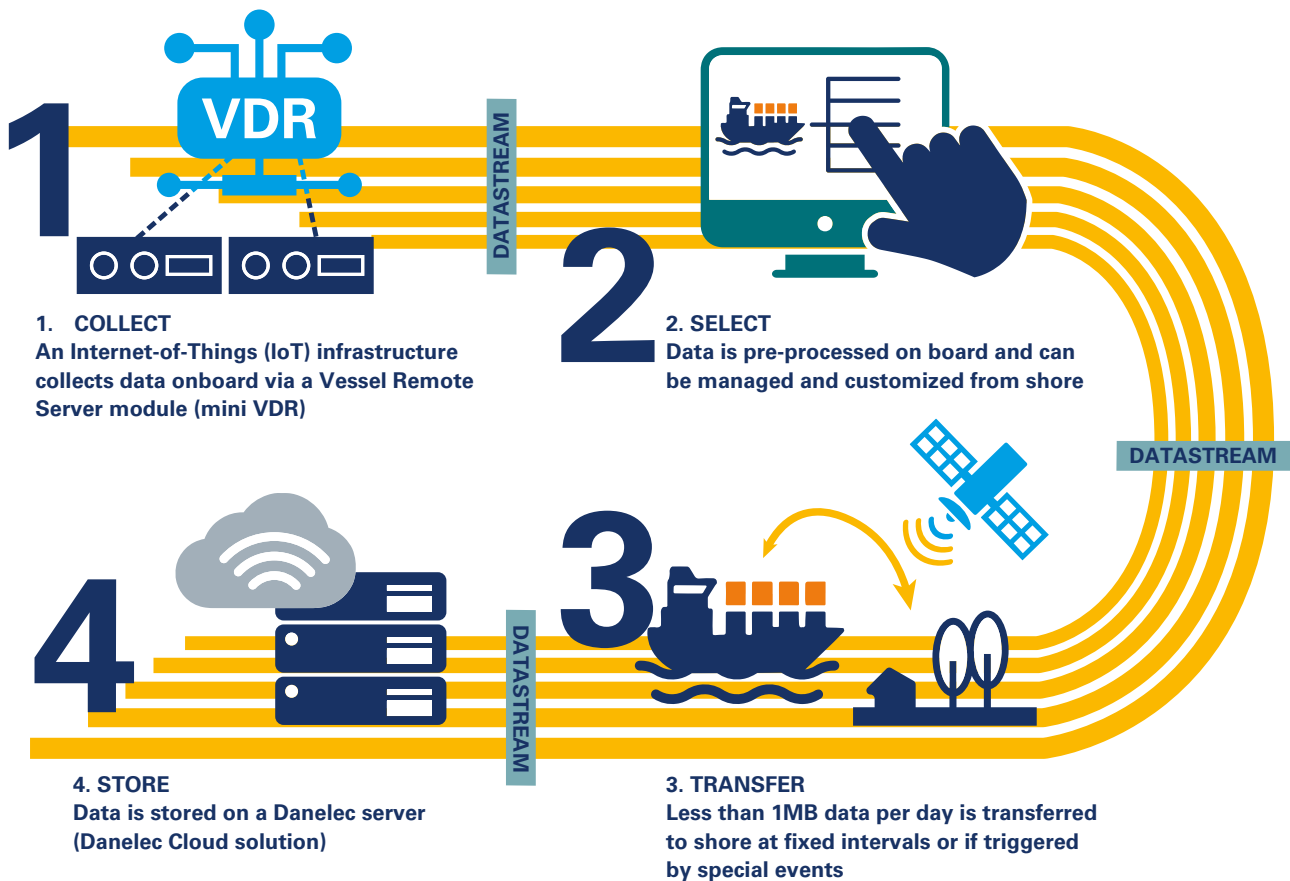 1
VDR
DATASTREAM
1. COLLECT
An Internet-of-Things (IoT) infrastructure
collects data onboard via a Vessel Remote
Server module (mini VDR)
2
2. SELECT
Data is pre-processed on board and can
be managed and customized from shore
DATASTREAM
3
3. TRANSFER
Less than 1MB data per day is transferred
to shore at fixed intervals or if triggered
by special events
DATASTREAM
4
4. STORE
Data is stored on a Danelec server
(Danelec Cloud solution)